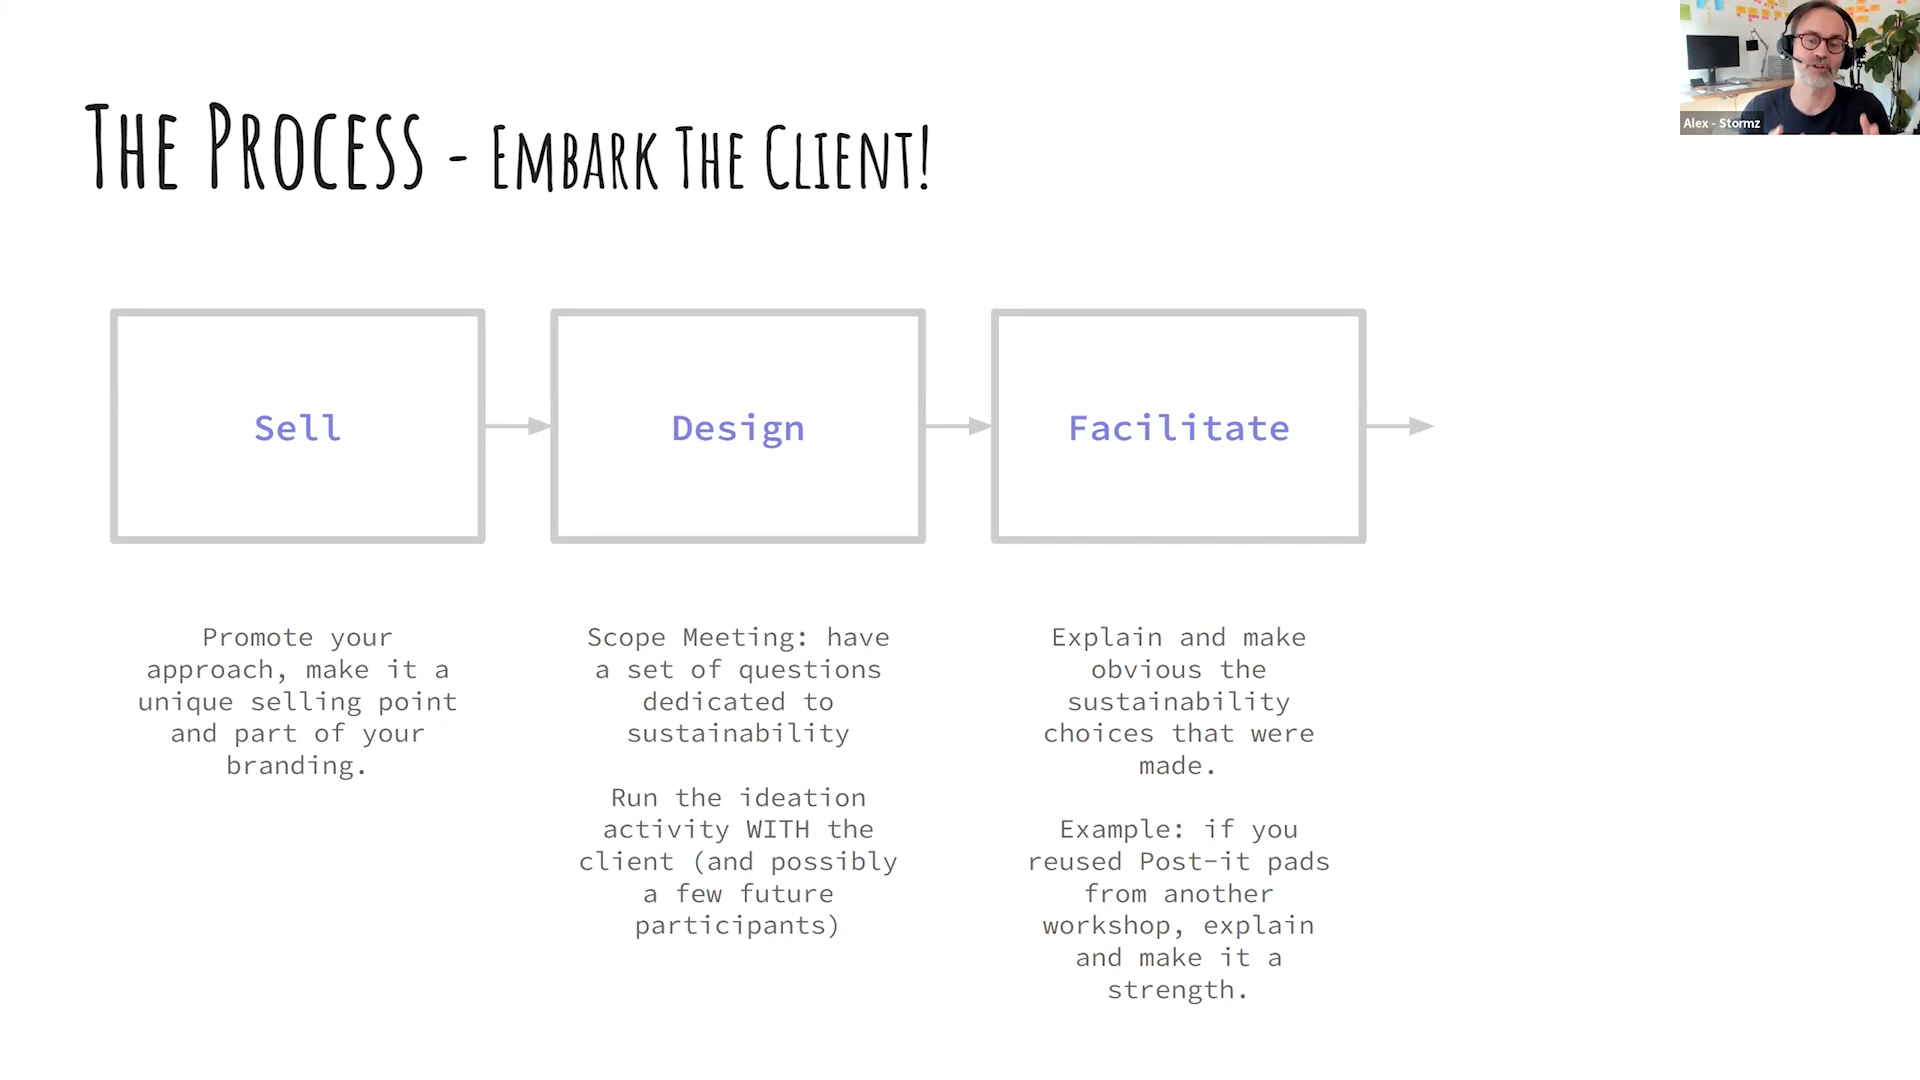 Alex - Stormz
The Process - Embark The Client!
Sell
Design
Facilitate
Promote your
approach, make it a
unique selling point
and part of your
branding.
Scope Meeting: have
a set of questions
dedicated to
sustainability
Run the ideation
activity WITH the
client (and possibly
a few future
participants)
Explain and make
obvious the
sustainability
choices that were
made.
Example: if you
reused Post-it pads
from another
workshop, explain
and make it a
strength.